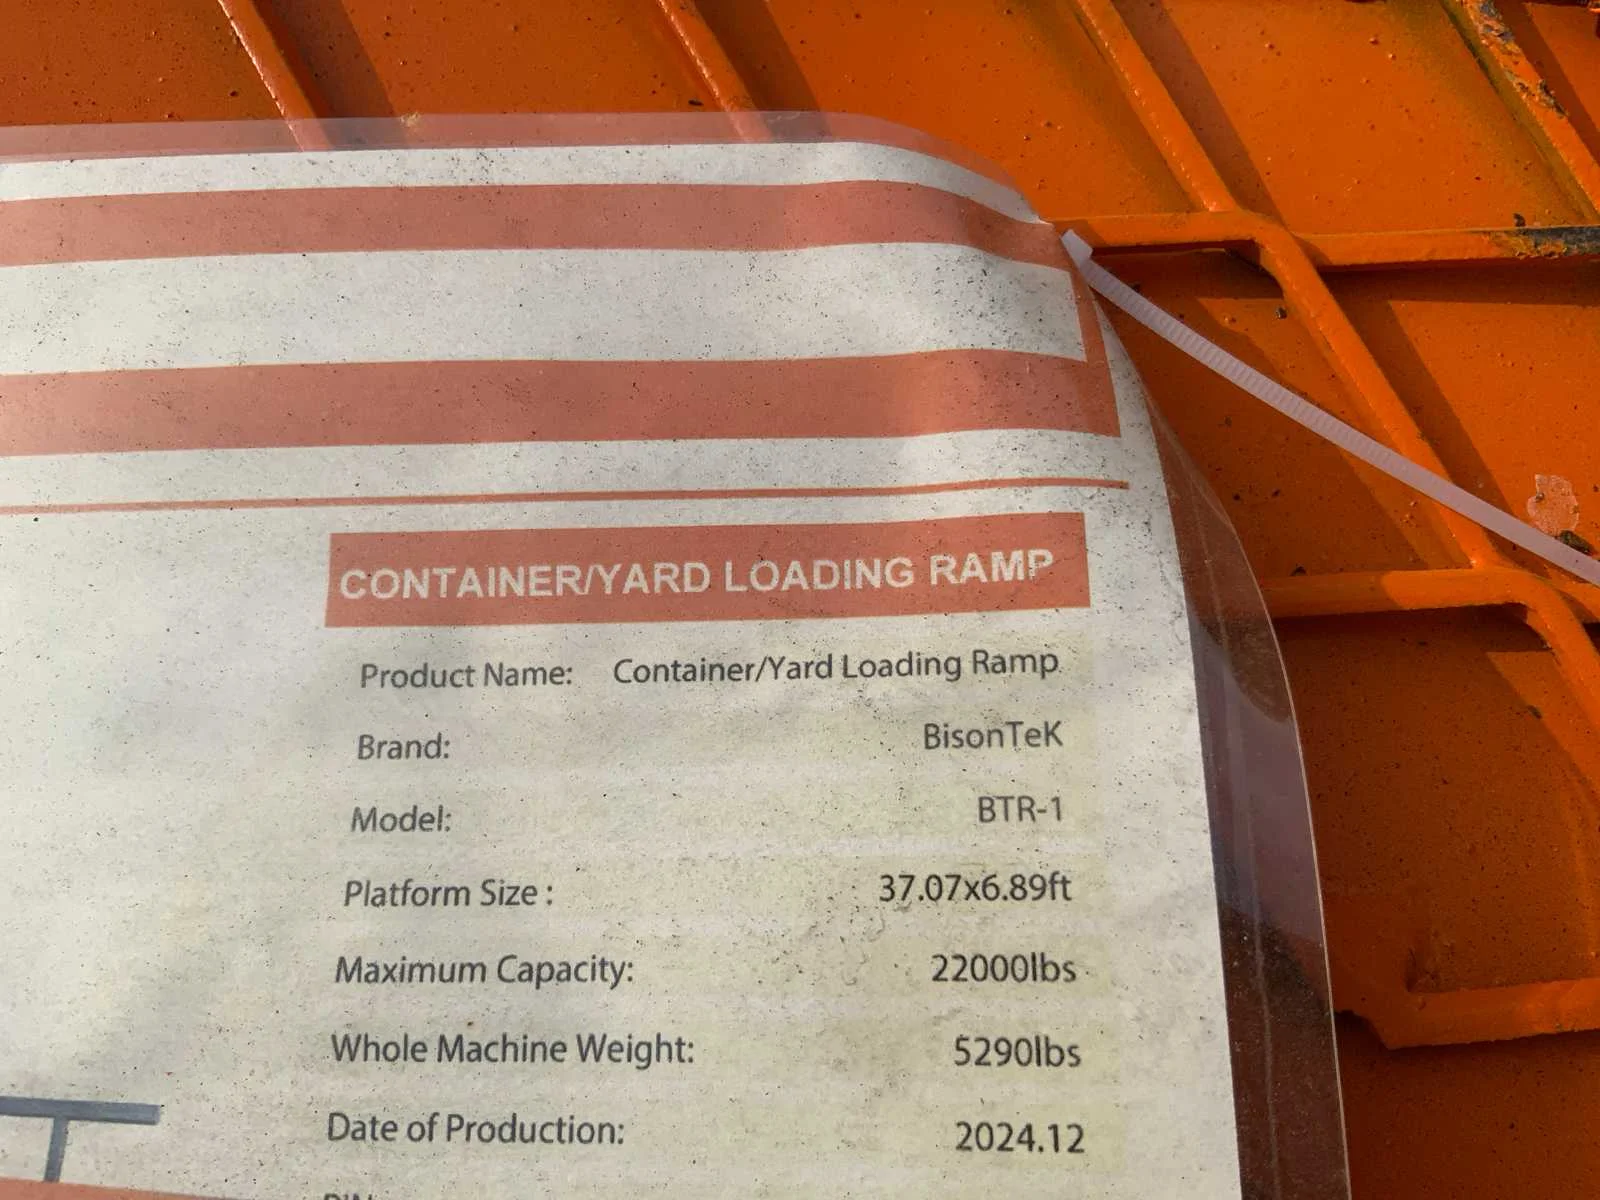 CONTAINER/YARD LOADING RAMP
Product Name: Container/Yard Loading Ramp
Brand: BisonTeK
Model: BTR-1
Platform Size : 37.07x6.89ft
Maximum Capacity: 22000lbs
Whole Machine Weight: 5290lbs
Date of Production: 2024.12